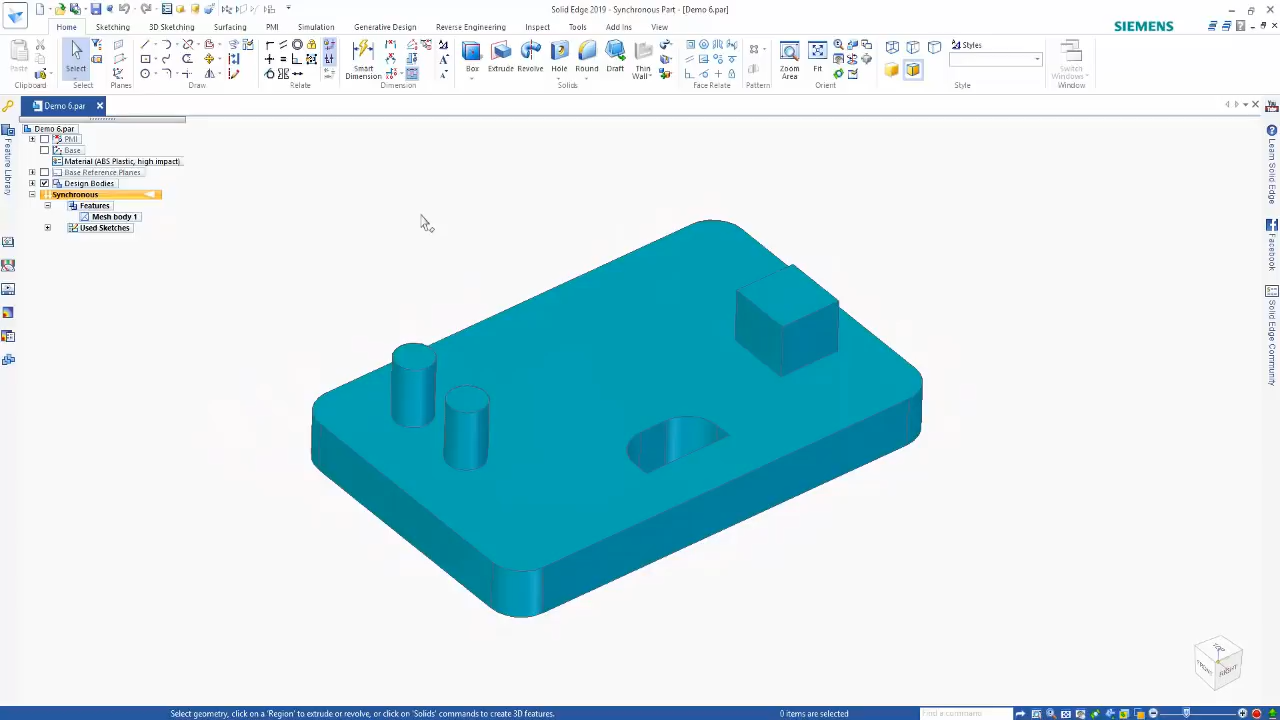 Solid Edge 2019 - Synchronous Part - [Demo 6.par]
Home Sketching 3D Sketching PMI Simulation Generative Design Reverse Engineering Inspect Tools Add Ins View
SIEMENS
Paste Select Smart Dimension Box Extrude Revolve Hole Round Draft Thin Wall Zoom Area Fit Styles Switch Windows
Clipboard Select Planes Draw Relate Dimension Solids Face Relate Pattern Orient Style Window
Demo 6.par
You
Demo 6.par
PMI
Base
Material (ABS Plastic, high impact)
Base Reference Planes
Design Bodies
Synchronous
Features
Mesh body 1
Used Sketches
Feature Library
Learn Solid Edge
Facebook
Solid Edge Community
TOP
FRONT
RIGHT
Select geometry, click on a 'Region' to extrude or revolve, or click on 'Solids' commands to create 3D features.
0 items are selected
Find a command